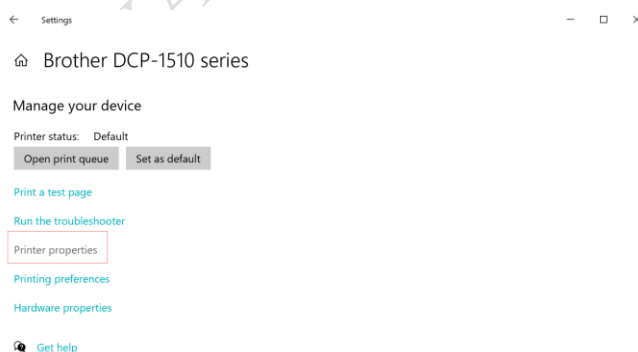 Settings
Brother DCP-1510 series
Manage your device
Printer status: Default
Open print queue Set as default
Print a test page
Run the troubleshooter
Printer properties
Printing preferences
Hardware properties
Get help